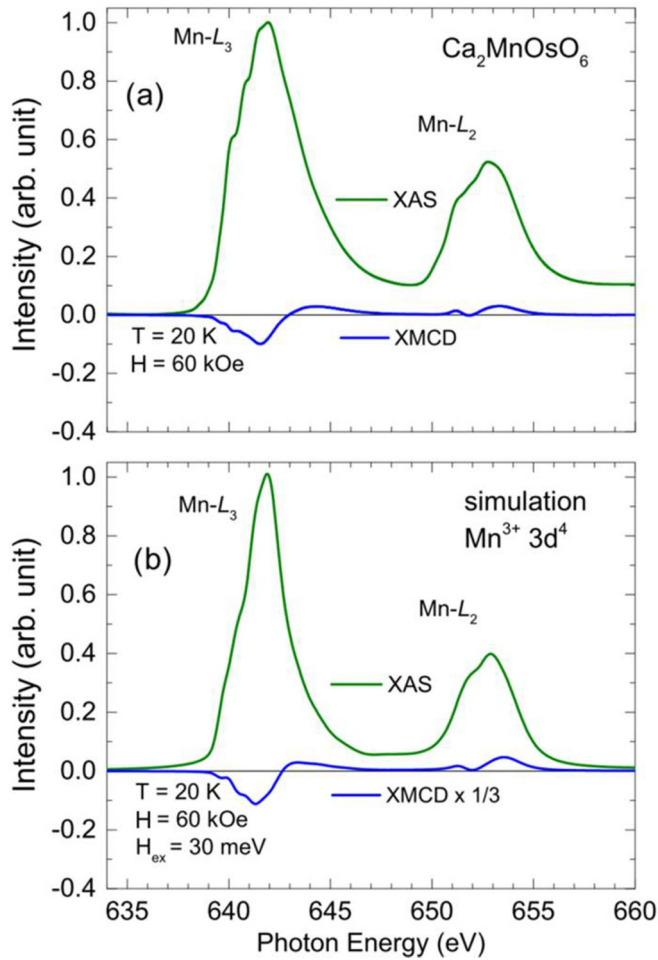 1.0
0.8
0.6
0.4
0.2
0.0
-0.2
-0.4
Intensity (arb. unit)
Mn-L3
Ca2MnOsO6
(a)
Mn-L2
XAS
T = 20 K
H = 60 kOe
XMCD
1.0
0.8
0.6
0.4
0.2
0.0
-0.2
-0.4
Intensity (arb. unit)
Mn-L3
simulation
Mn3+ 3d4
(b)
Mn-L2
XAS
T = 20 K
H = 60 kOe
Hex = 30 meV
XMCD x 1/3
635 640 645 650 655 660
Photon Energy (eV)